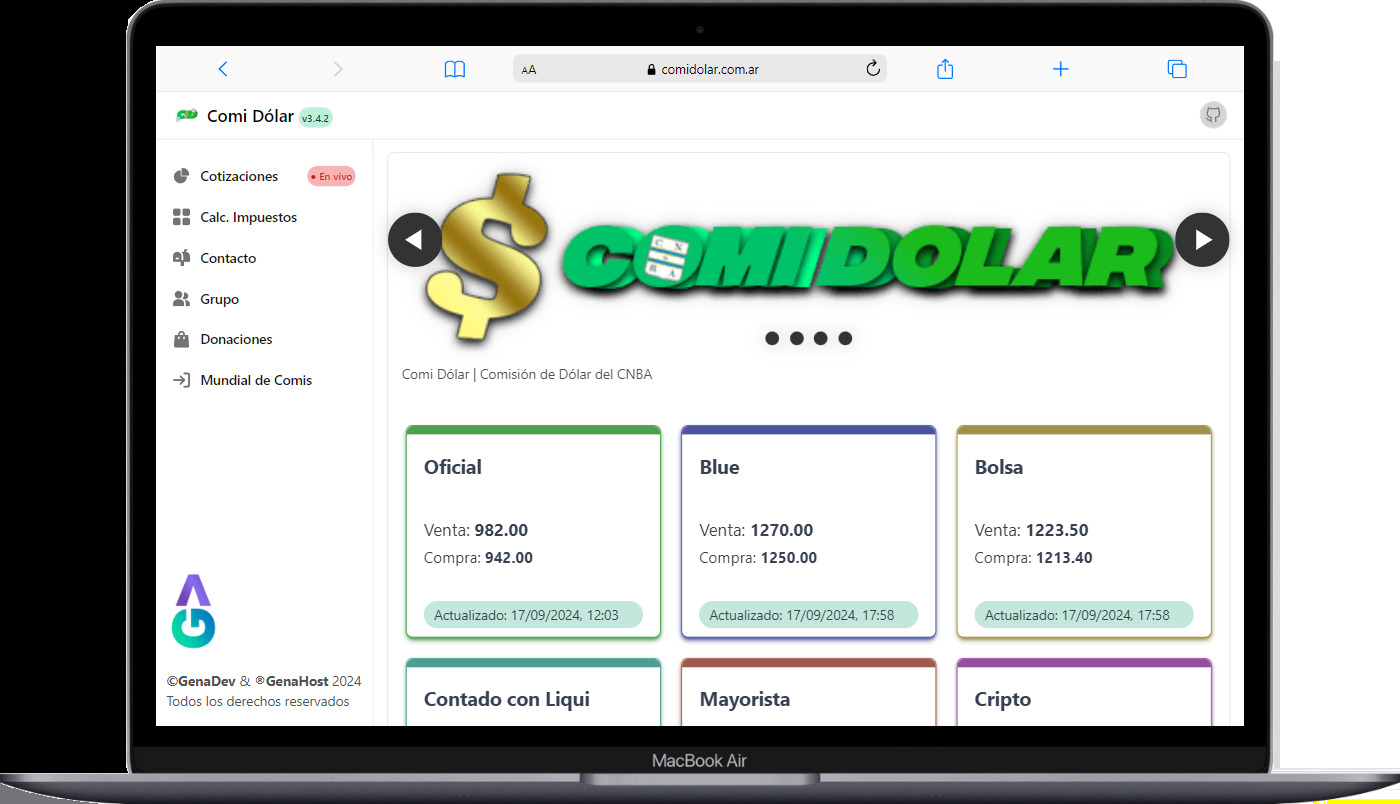 AA
comidolar.com.ar
Comi Dólar v3.4.2
Cotizaciones
• En vivo
Calc. Impuestos
Contacto
Grupo
Donaciones
Mundial de Comis
©GenaDev & ®GenaHost 2024
Todos los derechos reservados
$ COMIDOLAR
C N
B A
Comi Dólar | Comisión de Dólar del CNBA
Oficial
Venta: 982.00
Compra: 942.00
Actualizado: 17/09/2024, 12:03
Blue
Venta: 1270.00
Compra: 1250.00
Actualizado: 17/09/2024, 17:58
Bolsa
Venta: 1223.50
Compra: 1213.40
Actualizado: 17/09/2024, 17:58
Contado con Liqui
Mayorista
Cripto
MacBook Air